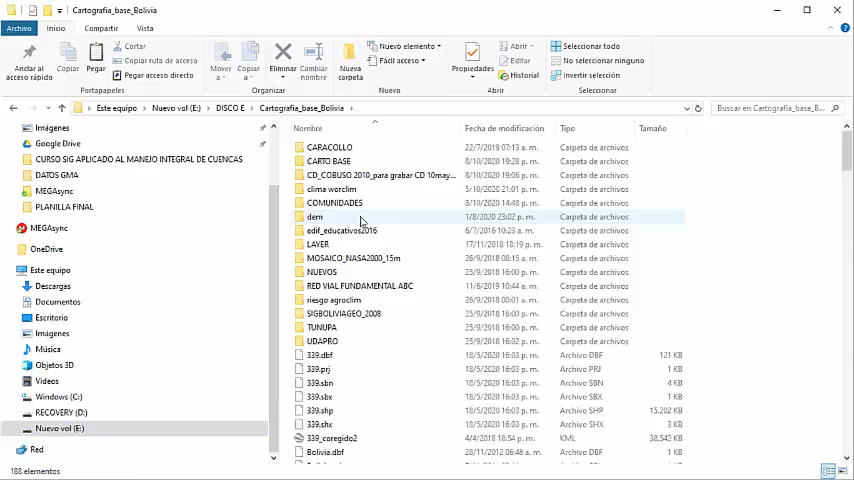 Cartografia_base_Bolivia
Archivo Inicio Compartir Vista
Anclar al acceso rápido
Copiar
Pegar
Cortar
Copiar ruta de acceso
Pegar acceso directo
Portapapeles
Mover a
Copiar a
Eliminar
Cambiar nombre
Organizar
Nueva carpeta
Nuevo elemento
Fácil acceso
Nuevo
Propiedades
Abrir
Editar
Historial
Abrir
Seleccionar todo
No seleccionar ninguno
Invertir selección
Seleccionar
Este equipo > Nuevo vol (E:) > DISCO E > Cartografia_base_Bolivia >
Buscar en Cartografia_base_B...
Imágenes
Google Drive
CURSO SIG APLICADO AL MANEJO INTEGRAL DE CUENCAS
DATOS GMA
MEGAsync
PLANILLA FINAL
MEGAsync
OneDrive
Este equipo
Descargas
Documentos
Escritorio
Imágenes
Música
Objetos 3D
Vídeos
Windows (C:)
RECOVERY (D:)
Nuevo vol (E:)
Red
Nombre Fecha de modificación Tipo Tamaño
CARACOLLO 22/7/2019 07:13 a. m. Carpeta de archivos
CARTO BASE 8/10/2020 19:28 p. m. Carpeta de archivos
CD_COBUSO 2010_para grabar CD 10may... 8/10/2020 19:06 p. m. Carpeta de archivos
clima worclim 5/10/2020 21:01 p. m. Carpeta de archivos
COMUNIDADES 8/10/2020 14:48 p. m. Carpeta de archivos
dem 1/8/2020 23:02 p. m. Carpeta de archivos
edif_educativos2016 6/7/2016 10:23 a. m. Carpeta de archivos
LAYER 17/11/2018 18:19 p. m. Carpeta de archivos
MOSAICO_NASA2000_15m 26/9/2018 08:15 a. m. Carpeta de archivos
NUEVOS 25/9/2018 16:00 p. m. Carpeta de archivos
RED VIAL FUNDAMENTAL ABC 11/6/2019 10:44 a. m. Carpeta de archivos
riesgo agroclim 26/9/2018 00:01 a. m. Carpeta de archivos
SIGBOLIVIAGEO_2008 25/9/2018 16:00 p. m. Carpeta de archivos
TUNUPA 25/9/2018 16:00 p. m. Carpeta de archivos
UDAPRO 25/9/2018 16:02 p. m. Carpeta de archivos
339.dbf 18/5/2020 16:03 p. m. Archivo DBF 121 KB
339.prj 18/5/2020 16:03 p. m. Archivo PRJ 1 KB
339.sbn 18/5/2020 16:03 p. m. Archivo SBN 4 KB
339.sbx 18/5/2020 16:03 p. m. Archivo SBX 1 KB
339.shp 18/5/2020 16:03 p. m. Archivo SHP 15,202 KB
339.shx 18/5/2020 16:03 p. m. Archivo SHX 3 KB
339_coregido2 4/4/2018 18:54 p. m. KML 38,542 KB
Bolivia.dbf 28/11/2012 06:46 a. m. Archivo DBF 1 KB
188 elementos